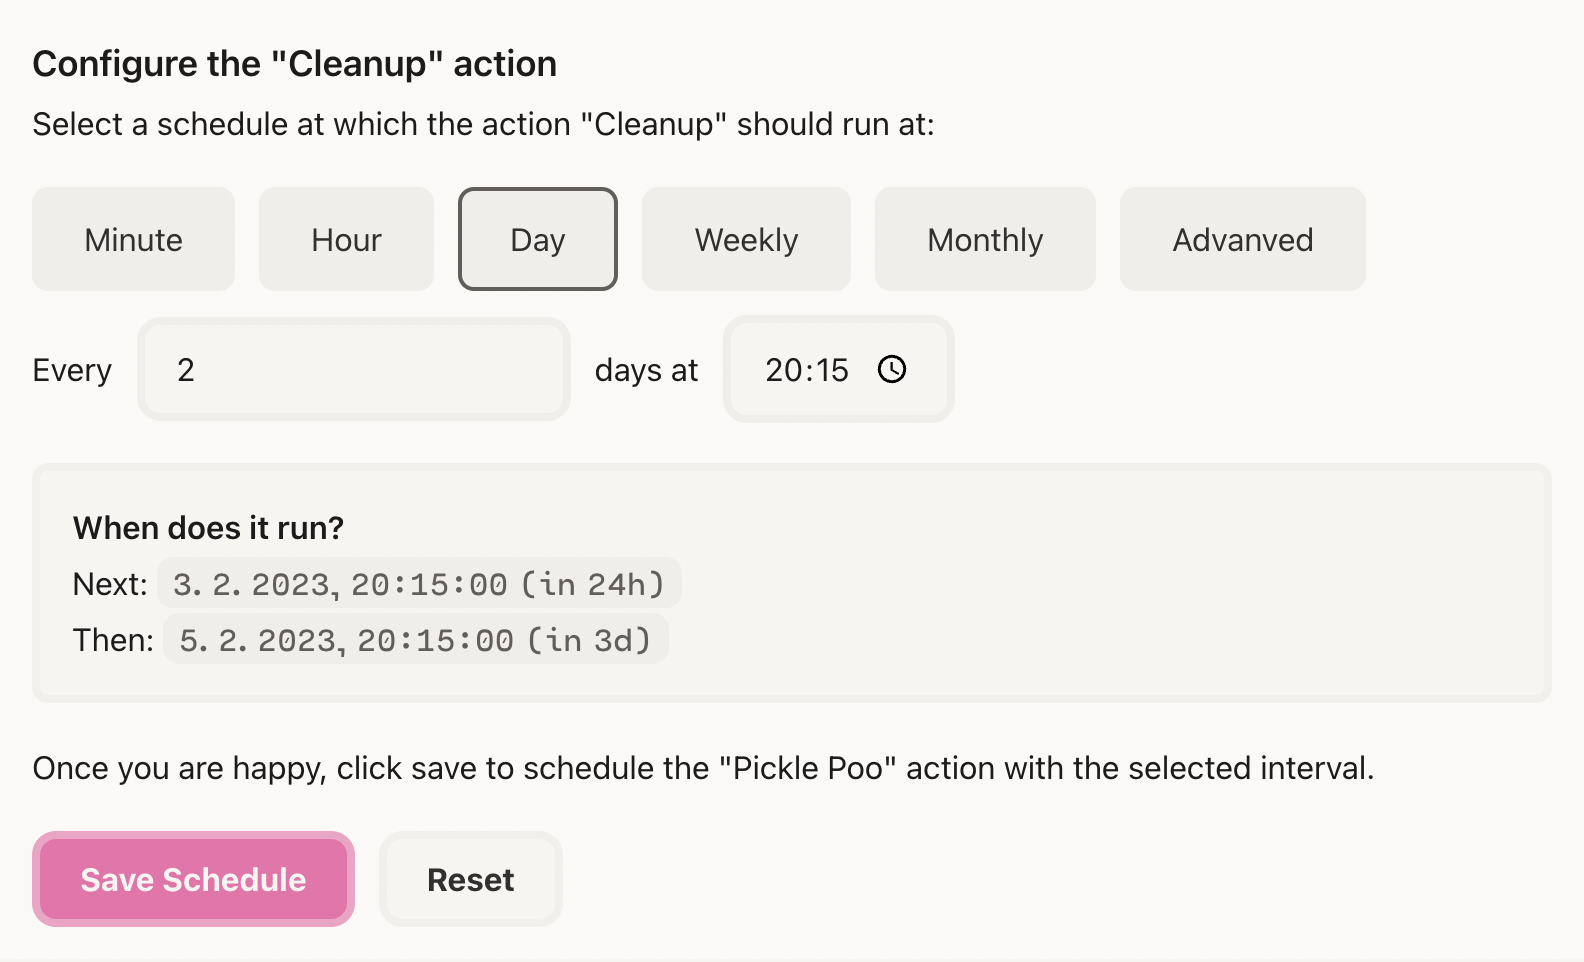 Configure the "Cleanup" action
Select a schedule at which the action "Cleanup" should run at:
Minute Hour Day Weekly Monthly Advanved
Every 2 days at 20:15
When does it run?
Next: 3. 2. 2023, 20:15:00 (in 24h)
Then: 5. 2. 2023, 20:15:00 (in 3d)
Once you are happy, click save to schedule the "Pickle Poo" action with the selected interval.
Save Schedule Reset